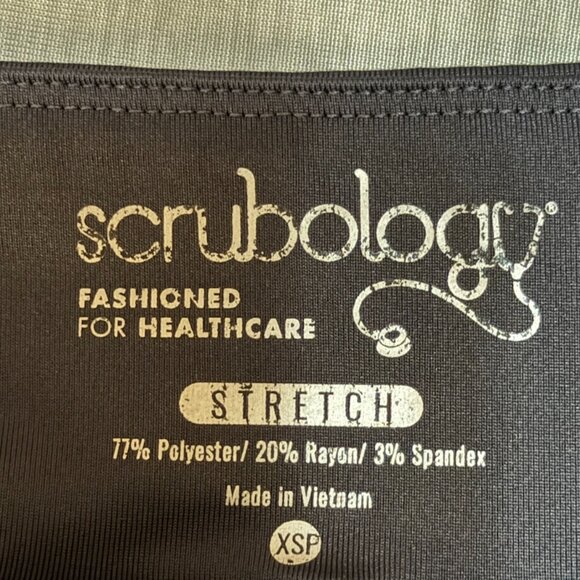 scrubology®
FASHIONED
FOR HEALTHCARE
STRETCH
77% Polyester/ 20% Rayon/ 3% Spandex
Made in Vietnam
XSP